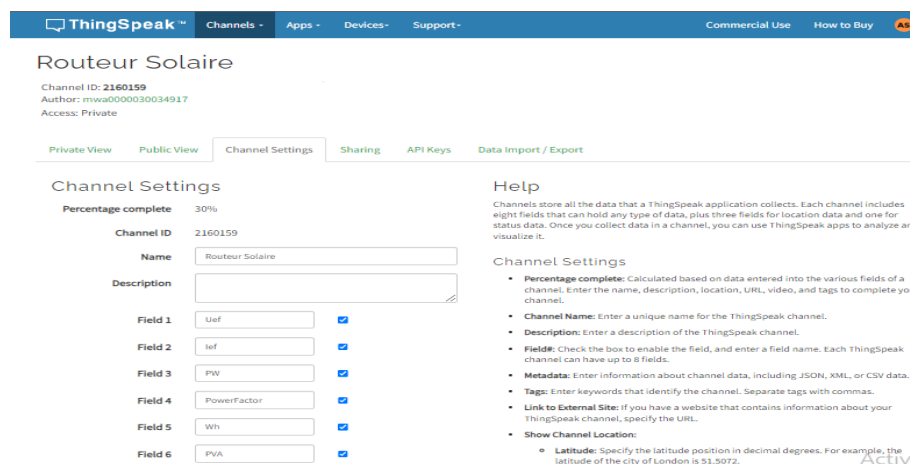 ThingSpeak™ Channels Apps Devices Support Commercial Use How to Buy AS
Routeur Solaire
Channel ID: 2160159
Author: mwa0000030034917
Access: Private
Private View Public View Channel Settings Sharing API Keys Data Import / Export
Channel Settings
Percentage complete 30%
Channel ID 2160159
Name Routeur Solaire
Description
Field 1 Uef
Field 2 Ief
Field 3 PW
Field 4 PowerFactor
Field 5 Wh
Field 6 PVA
Help
Channels store all the data that a ThingSpeak application collects. Each channel includes
eight fields that can hold any type of data, plus three fields for location data and one for
status data. Once you collect data in a channel, you can use ThingSpeak apps to analyze an
visualize it.
Channel Settings
• Percentage complete: Calculated based on data entered into the various fields of a
channel. Enter the name, description, location, URL, video, and tags to complete yo
channel.
• Channel Name: Enter a unique name for the ThingSpeak channel.
• Description: Enter a description of the ThingSpeak channel.
• Field#: Check the box to enable the field, and enter a field name. Each ThingSpeak
channel can have up to 8 fields.
• Metadata: Enter information about channel data, including JSON, XML, or CSV data.
• Tags: Enter keywords that identify the channel. Separate tags with commas.
• Link to External Site: If you have a website that contains information about your
ThingSpeak channel, specify the URL.
• Show Channel Location:
Latitude: Specify the latitude position in decimal degrees. For example, the
latitude of the city of London is 51.5072.
Activ